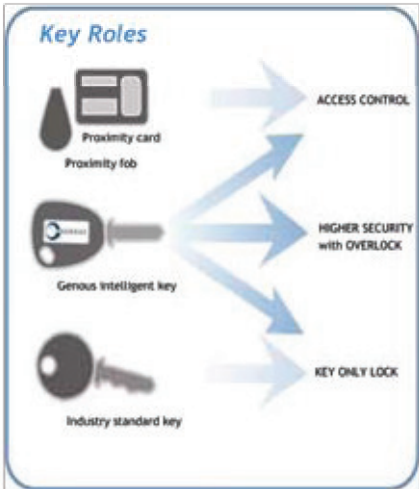 Key Roles
ACCESS CONTROL
Proximity card
Proximity fob
HIGHER SECURITY
with OVERLOCK
Genous intelligent key
KEY ONLY LOCK
Industry standard key